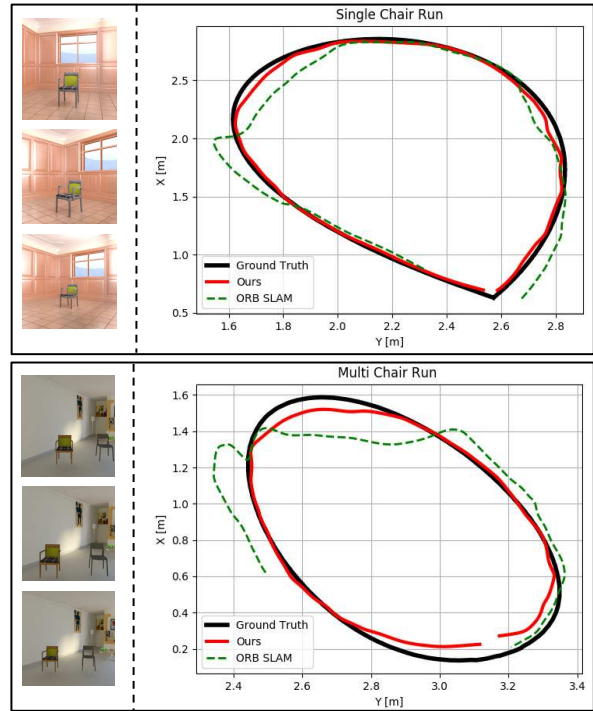 Single Chair Run
X [m]
2.5
2.0
1.5
1.0
0.5
Ground Truth
Ours
ORB SLAM
1.6 1.8 2.0 2.2 2.4 2.6 2.8
Y [m]
Multi Chair Run
X [m]
1.6
1.4
1.2
1.0
0.8
0.6
0.4
0.2
Ground Truth
Ours
ORB SLAM
2.4 2.6 2.8 3.0 3.2 3.4
Y [m]